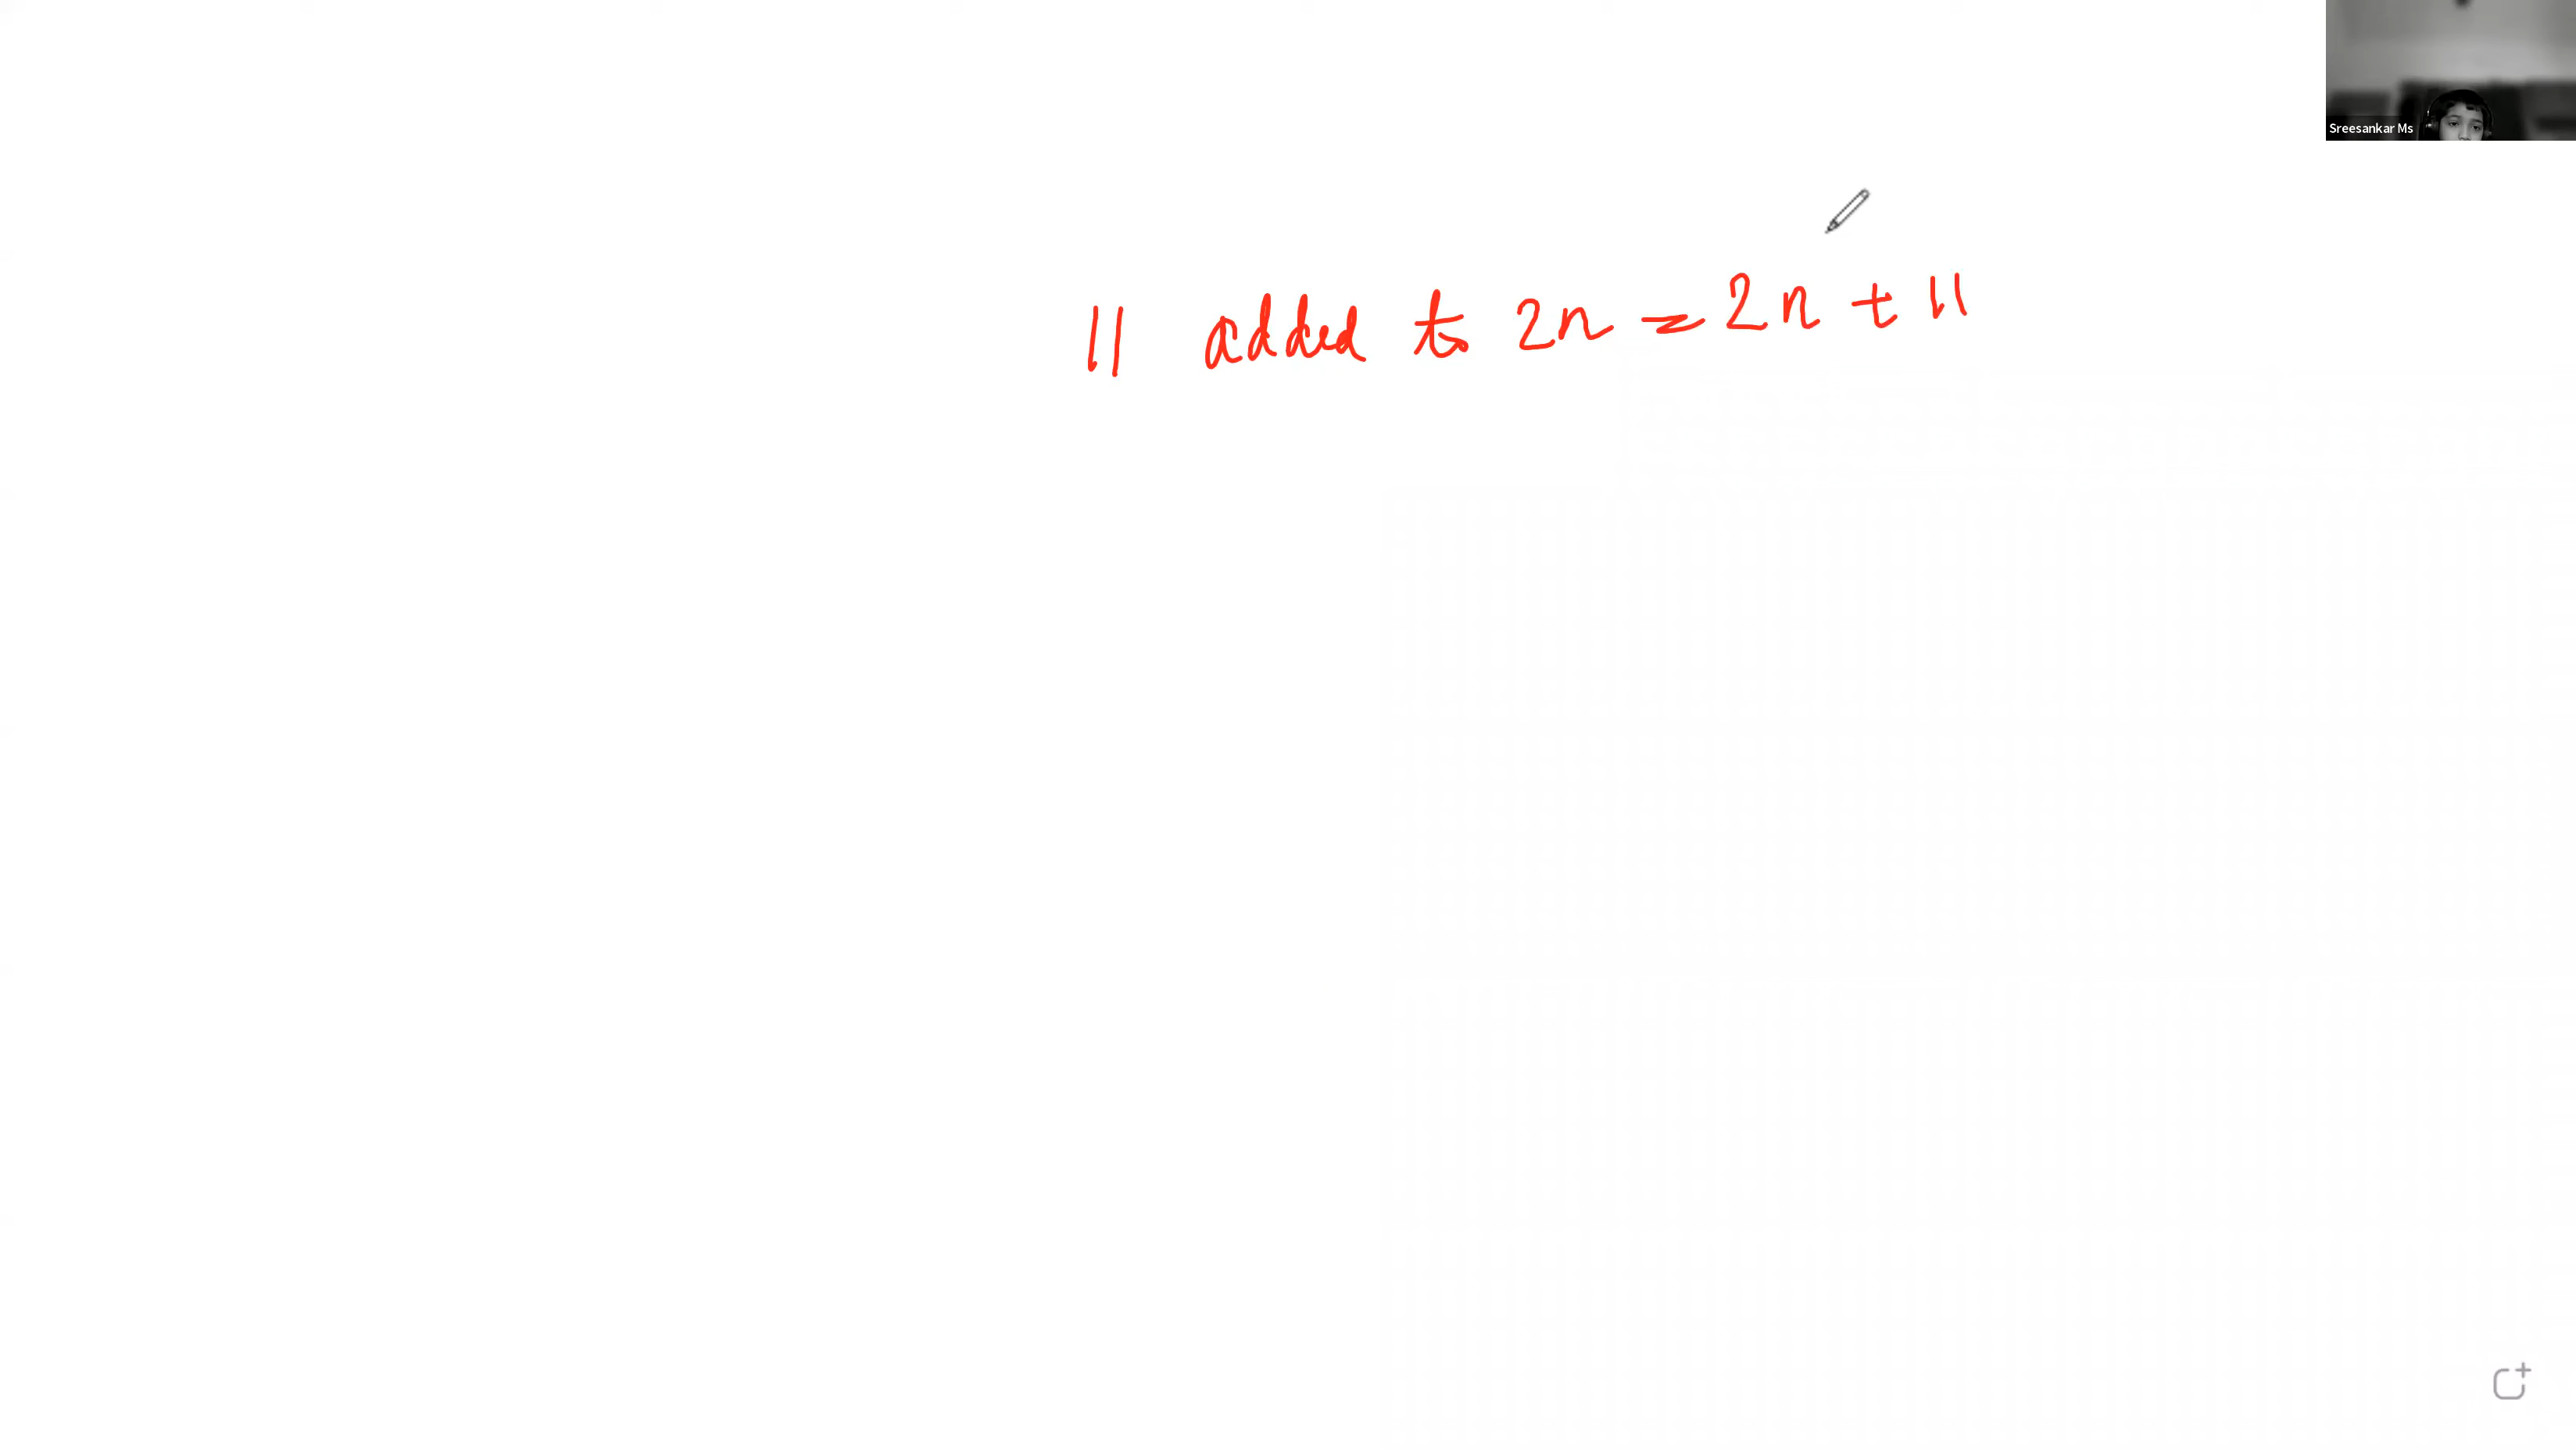 Sreesankar Ms
11 added to 2n = 2n + 11